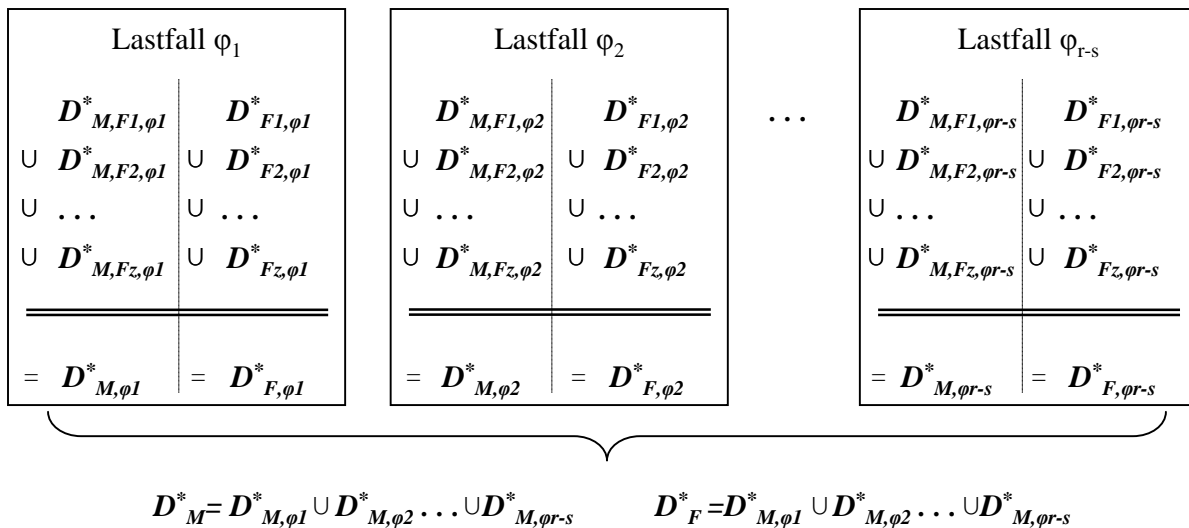 Lastfall φ1 Lastfall φ2 Lastfall φr-s
D*M,F1,φ1 D*F1,φ1 D*M,F1,φ2 D*F1,φ2 . . . D*M,F1,φr-s D*F1,φr-s
∪ D*M,F2,φ1 ∪ D*F2,φ1 ∪ D*M,F2,φ2 ∪ D*F2,φ2 ∪ D*M,F2,φr-s ∪ D*F2,φr-s
∪ . . . ∪ . . . ∪ . . . ∪ . . . ∪ . . . ∪ . . .
∪ D*M,Fz,φ1 ∪ D*Fz,φ1 ∪ D*M,Fz,φ2 ∪ D*Fz,φ2 ∪ D*M,Fz,φr-s ∪ D*Fz,φr-s
= D*M,φ1 = D*F,φ1 = D*M,φ2 = D*F,φ2 = D*M,φr-s = D*F,φr-s
D*M= D*M,φ1 ∪ D*M,φ2 . . . ∪D*M,φr-s D*F =D*M,φ1 ∪ D*M,φ2 . . . ∪D*M,φr-s